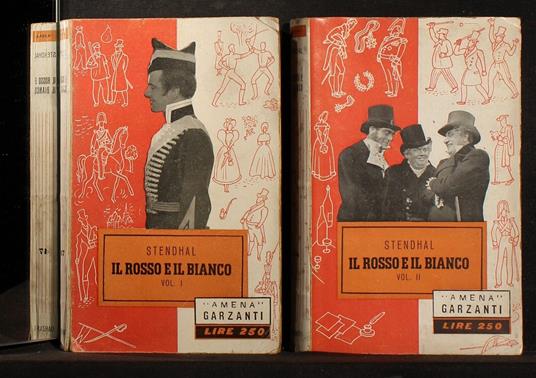 STENDHAL
IL ROSSO E IL BIANCO
VOL. I
"AMENA"
GARZANTI
LIRE 250
STENDHAL
IL ROSSO E IL BIANCO
VOL. II
"AMENA"
GARZANTI
LIRE 250